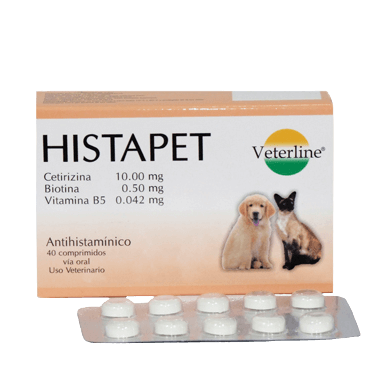 HISTAPET
Veterline®
Cetirizina 10.00 mg
Biotina 0.50 mg
Vitamina B5 0.042 mg
Antihistamínico
40 comprimidos
vía oral
Uso Veterinario